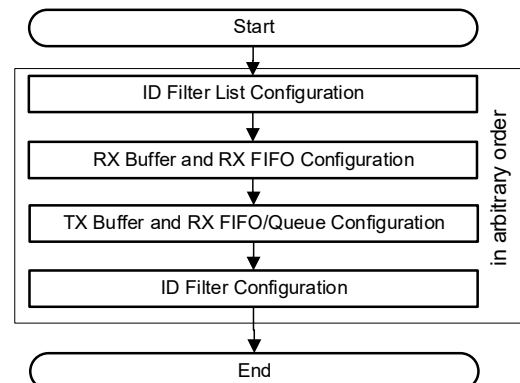 Start
ID Filter List Configuration
RX Buffer and RX FIFO Configuration
TX Buffer and RX FIFO/Queue Configuration
ID Filter Configuration
in arbitrary order
End